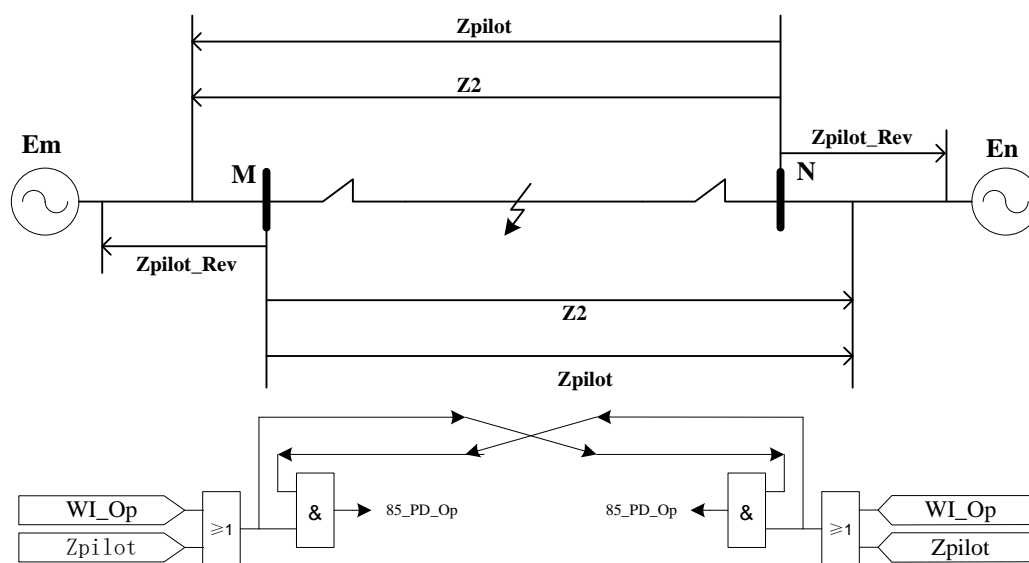 Zpilot
Z2
Em
M
Zpilot_Rev
N
En
Zpilot_Rev
Z2
Zpilot
WI_Op
Zpilot
≥1
&
85_PD_Op
85_PD_Op
&
≥1
WI_Op
Zpilot